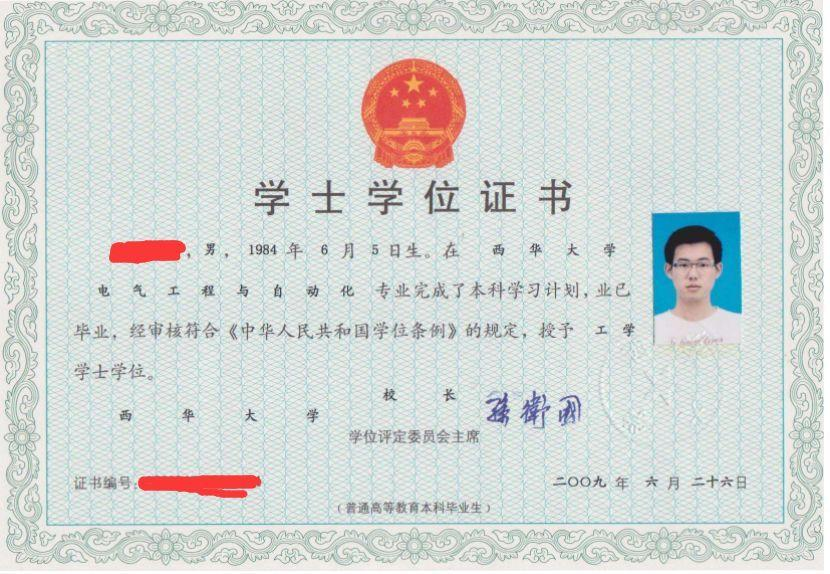 学士学位证书
，男，1984 年 6 月 5 日生。在 西华大学
电气工程与自动化 专业完成了本科学习计划，业已
毕业，经审核符合《中华人民共和国学位条例》的规定，授予 工学
学士学位。
西华大学 校长 孙卫国
学位评定委员会主席
证书编号:
二〇〇九 年 六 月 二十六日
（普通高等教育本科毕业生）